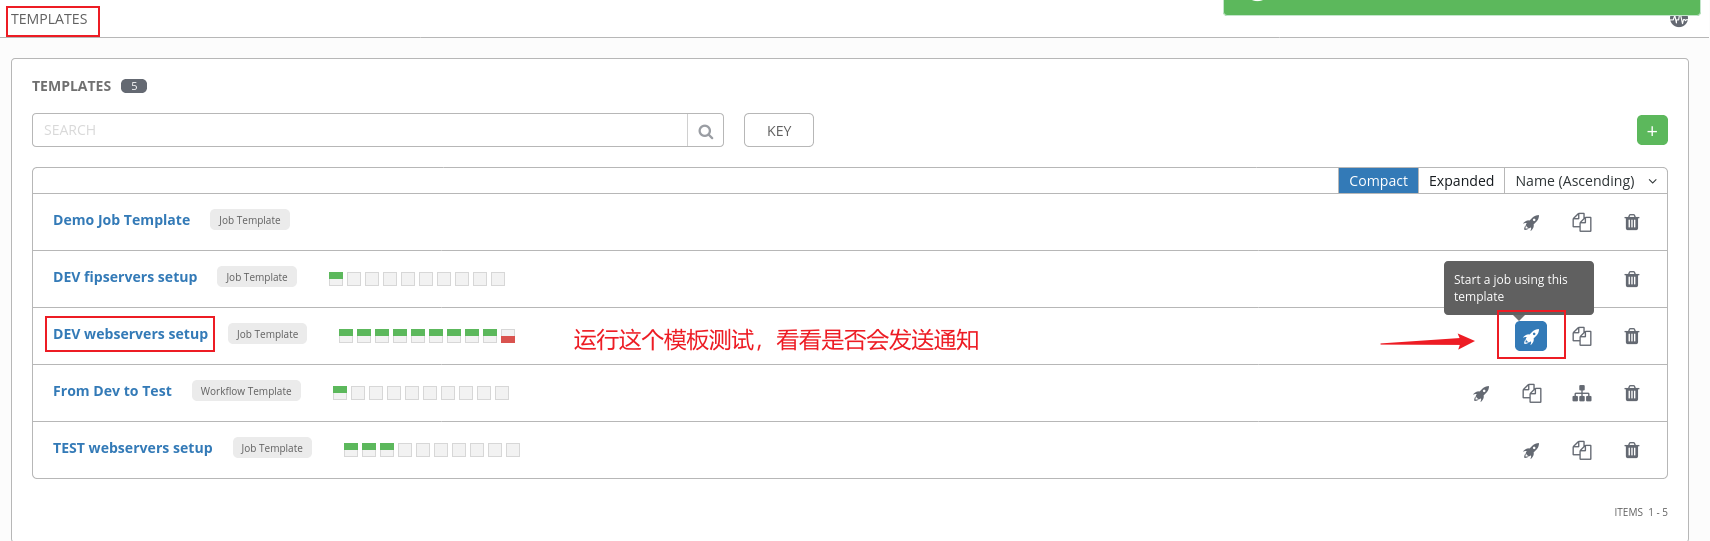 TEMPLATES
TEMPLATES 5
SEARCH
KEY
+
Compact Expanded Name (Ascending)
Demo Job Template Job Template
DEV fipservers setup Job Template
Start a job using this
template
DEV webservers setup Job Template 运行这个模板测试，看看是否会发送通知
From Dev to Test Workflow Template
TEST webservers setup Job Template
ITEMS 1 - 5